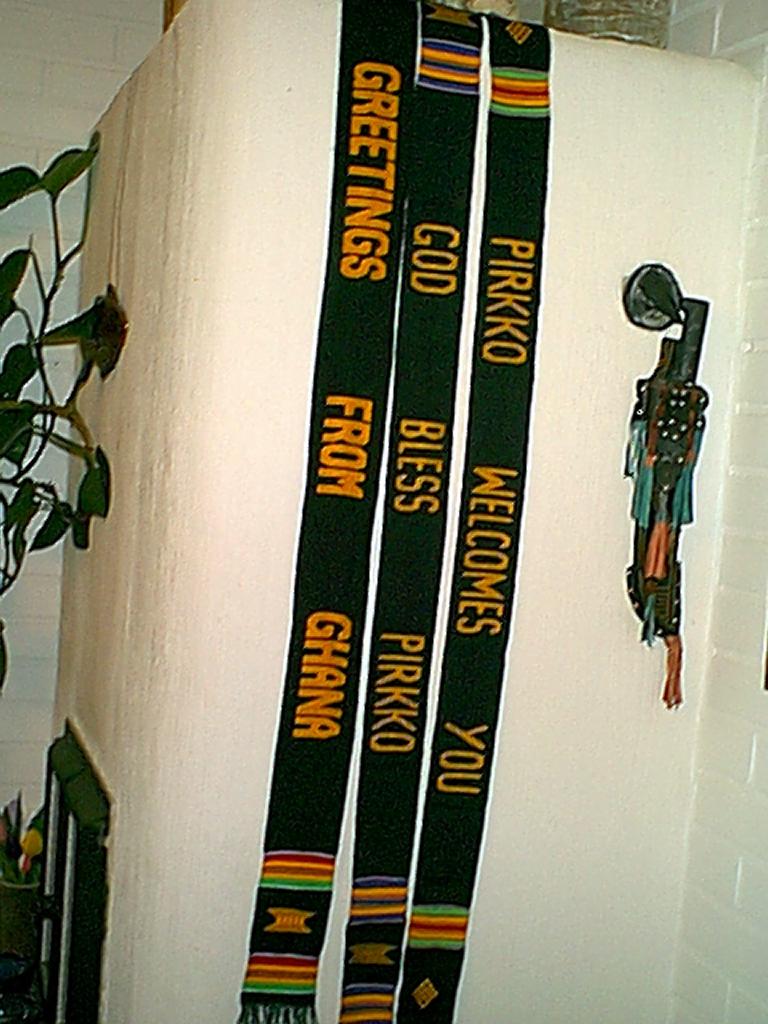 PIRKKO WELCOMES YOU
GOD BLESS PIRKKO
GREETINGS FROM GHANA